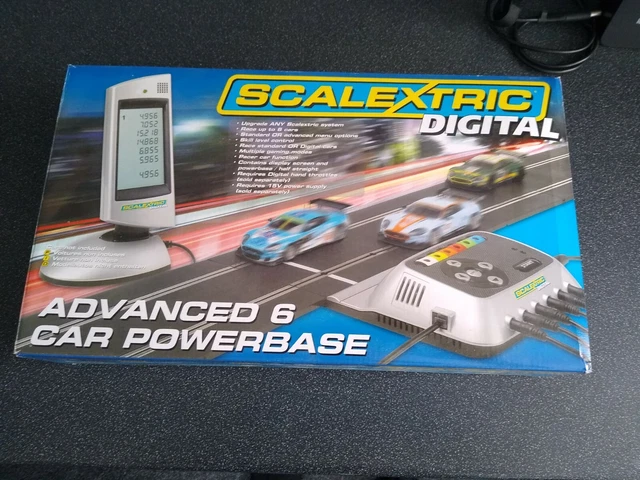 SCALEXTRIC
DIGITAL
• Upgrade ANY Scalextric system
• Race up to 6 cars
• Standard OR advanced menu options
• Skill level control
• Race standard OR Digital cars
• Multiple gaming modes
• Pacer car function
• Contains display screen and
powerbase / half straight
• Requires Digital hand throttles
(sold separately)
• Requires 15V power supply
(sold separately)
4956
7052
15218
14868
6855
5965
4956
SCALEXTRIC
included
SCALEXTRIC
ADVANCED 6
CAR POWERBASE